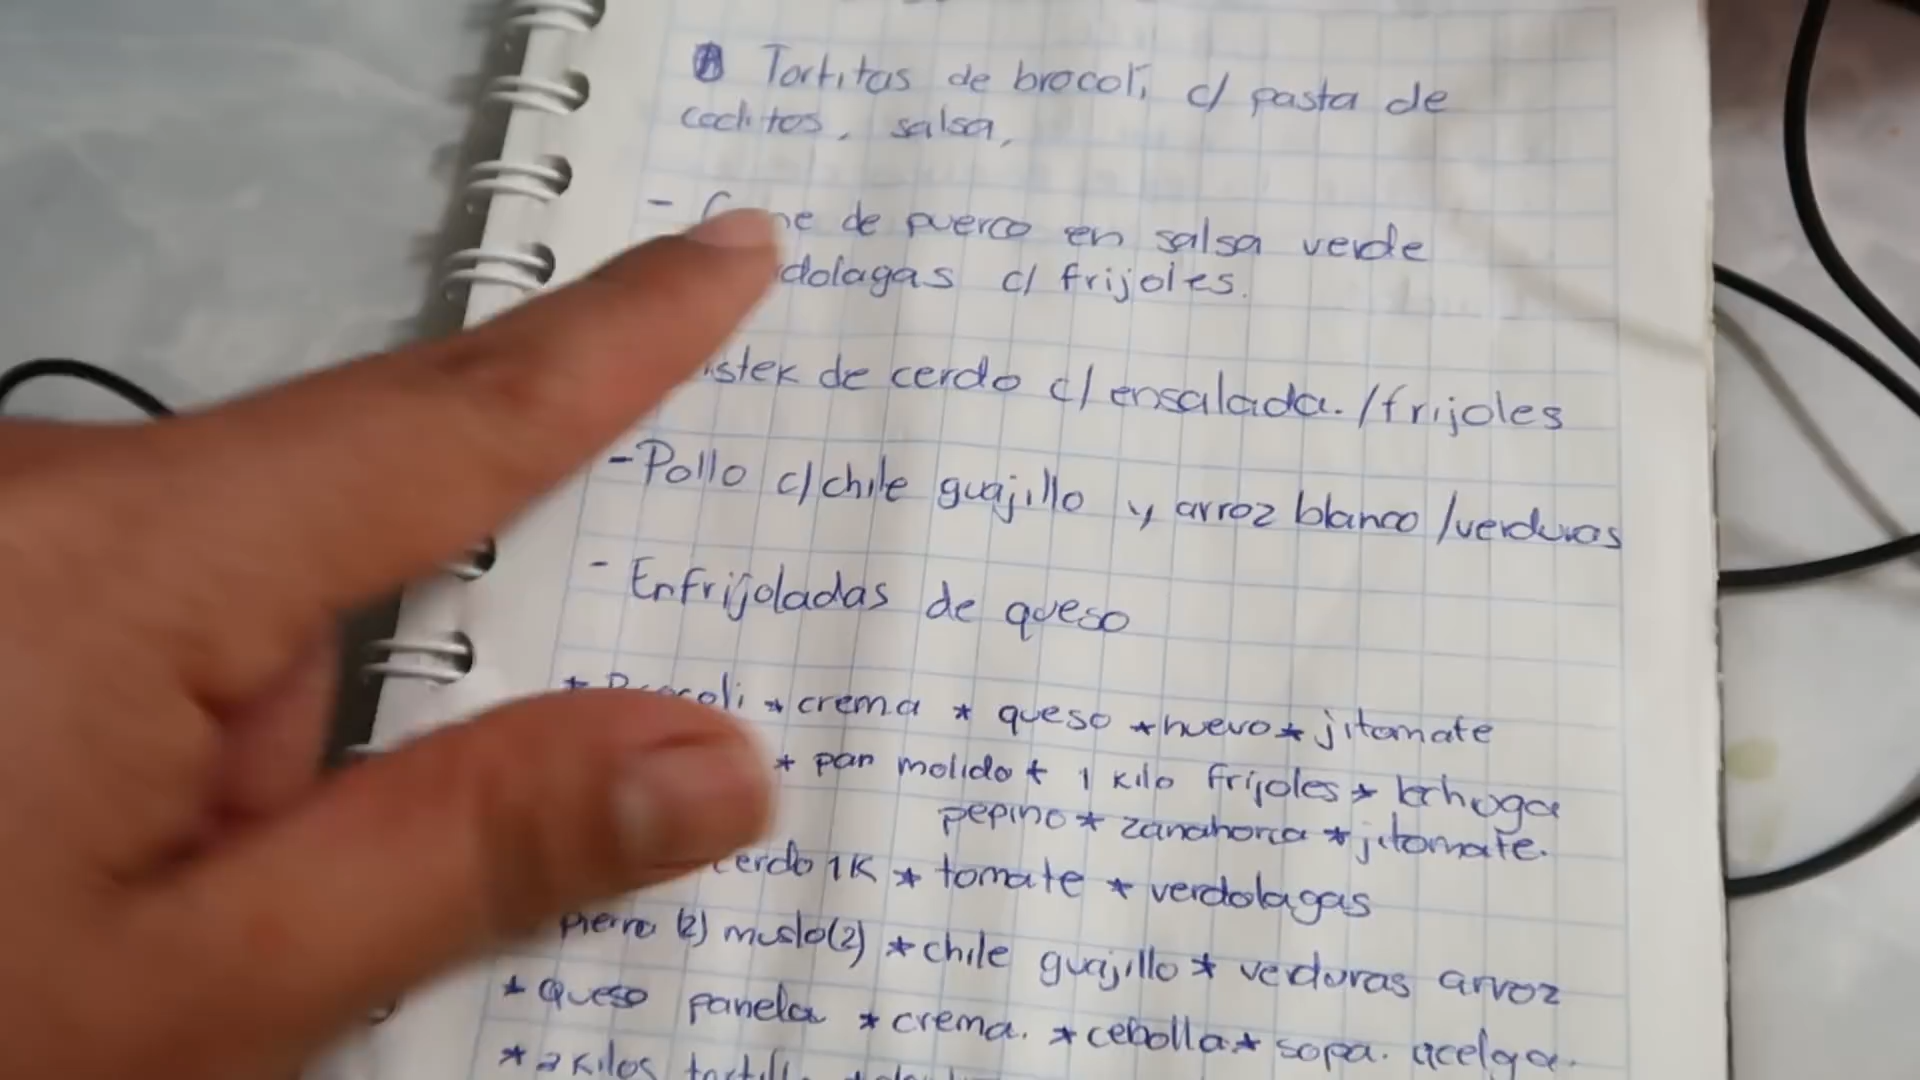 Tortitas de brocoli c/ pasta de
coditos, salsa,
- de puerco en salsa verde
c/ frijoles.
de cerdo c/ ensalada. / frijoles
- Pollo c/ chile guajillo y arroz blanco / verduras
- Enfrijoladas de queso
* crema * queso * huevo * jitomate
* pan molido * 1 kilo frijoles * lechuga
pepino * zanahoria * jitomate.
cerdo 1K * tomate * verdolagas
pierna (2) muslo (2) * chile guajillo * verduras arroz
* queso panela * crema. * cebolla * sopa. acelga.
* 2 kilos